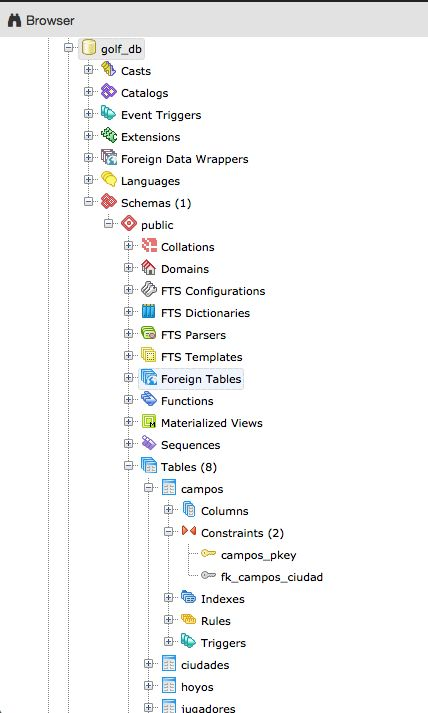 Browser
golf_db
Casts
Catalogs
Event Triggers
Extensions
Foreign Data Wrappers
Languages
Schemas (1)
public
Collations
Domains
FTS Configurations
FTS Dictionaries
FTS Parsers
FTS Templates
Foreign Tables
Functions
Materialized Views
Sequences
Tables (8)
campos
Columns
Constraints (2)
campos_pkey
fk_campos_ciudad
Indexes
Rules
Triggers
ciudades
hoyos
jugadores